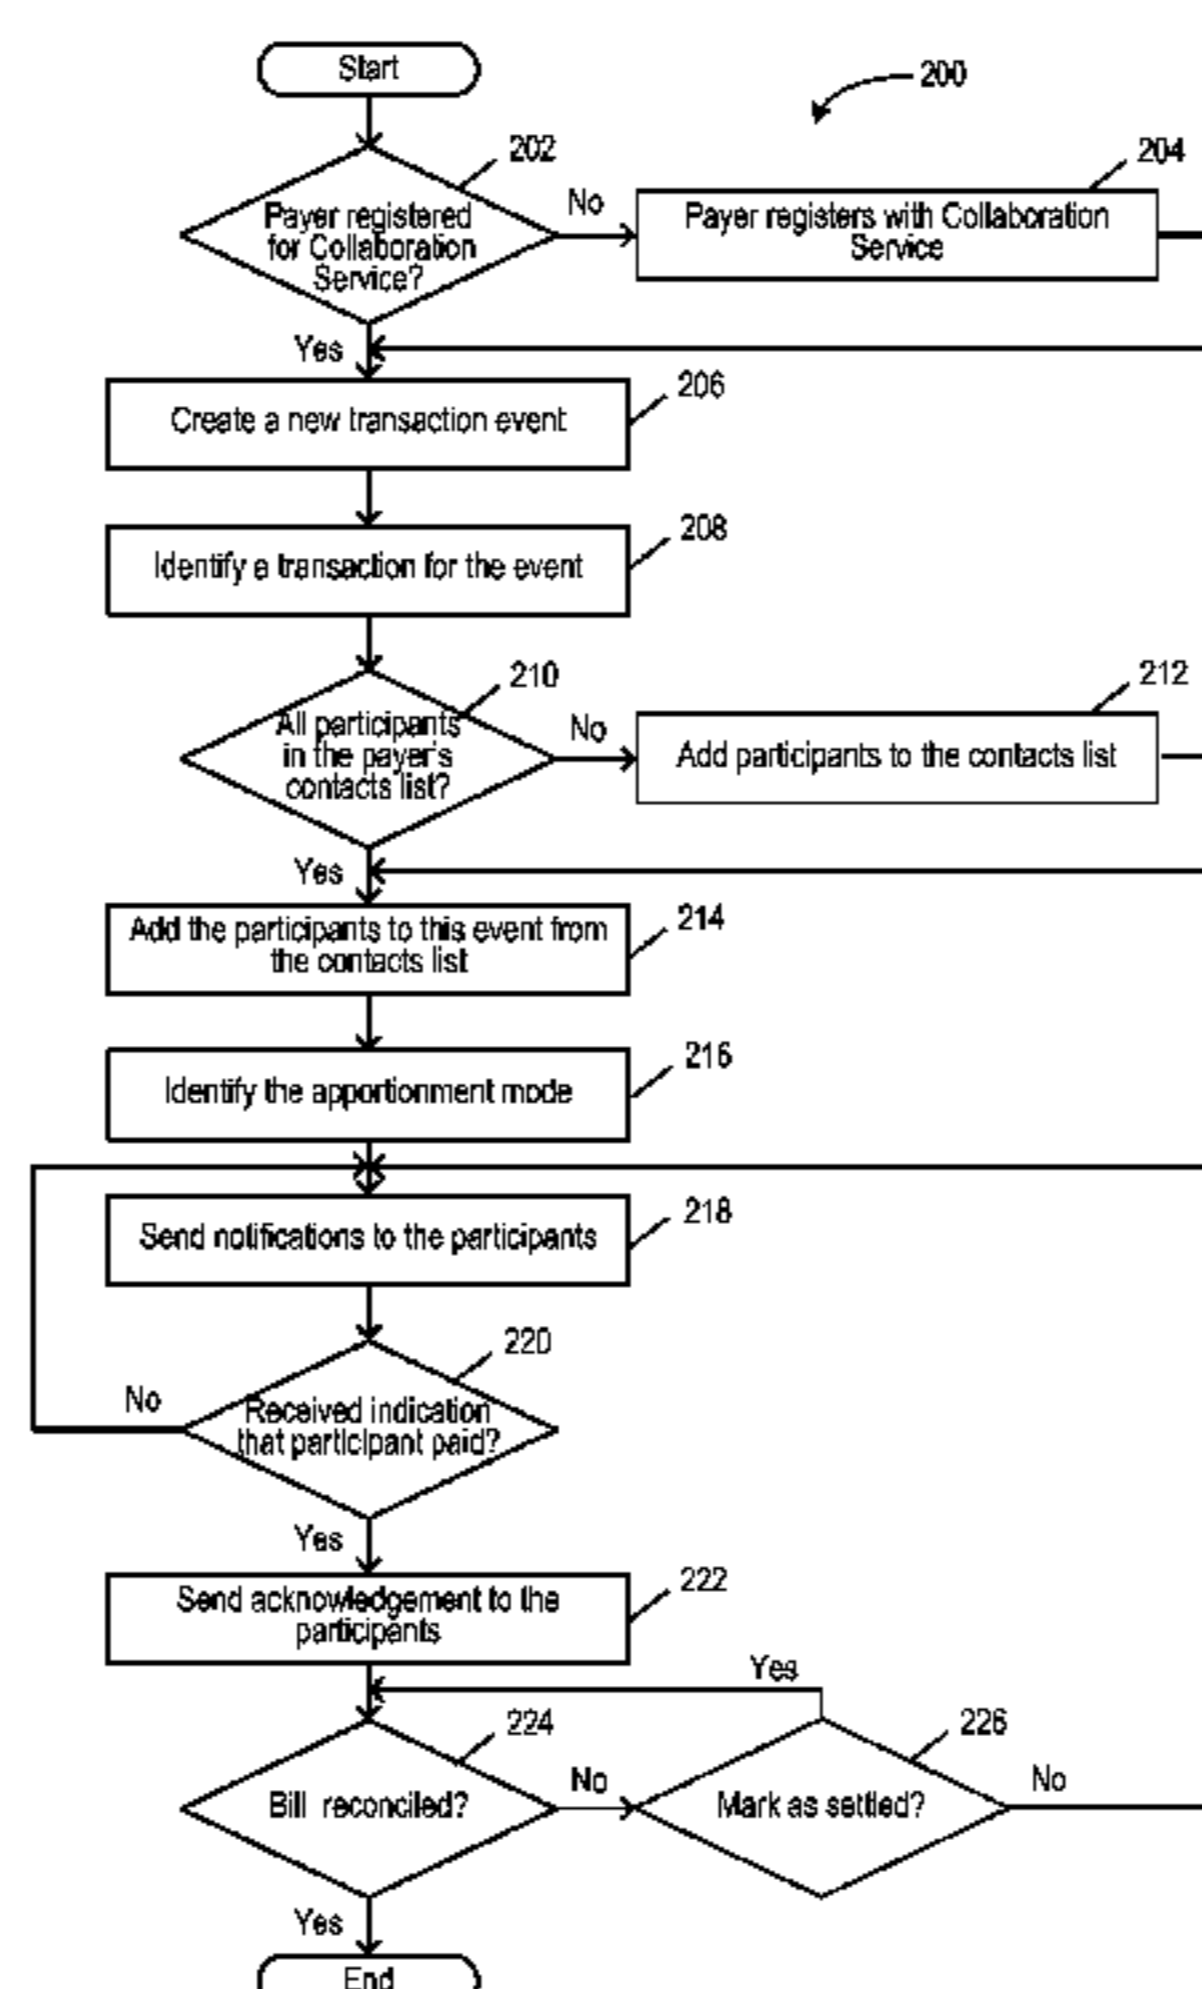 Start
200
202
204
Payer registered
for Collaboration
Service?
No
Payer registers with Collaboration
Service
Yes
206
Create a new transaction event
208
Identify a transaction for the event
210
212
All participants
in the payer's
contacts list?
No
Add participants to the contacts list
Yes
214
Add the participants to this event from
the contacts list
216
Identify the apportionment mode
218
Send notifications to the participants
220
No
Received indication
that participant paid?
Yes
222
Send acknowledgement to the
participants
Yes
224
226
Bill reconciled?
No
Mark as settled?
No
Yes
End